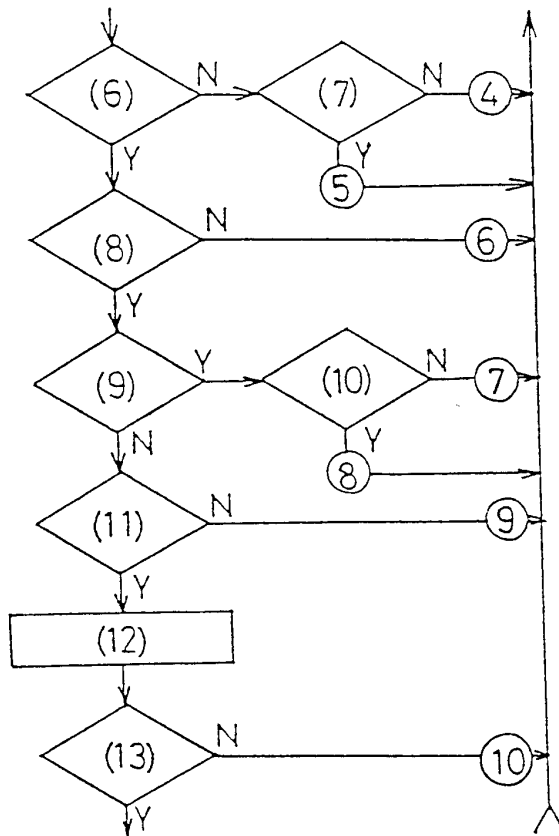 (6) N (7) N ④
Y Y
⑤
(8) N ⑥
Y
(9) Y (10) N ⑦
N Y
⑧
(11) N ⑨
Y
(12)
(13) N ⑩
Y